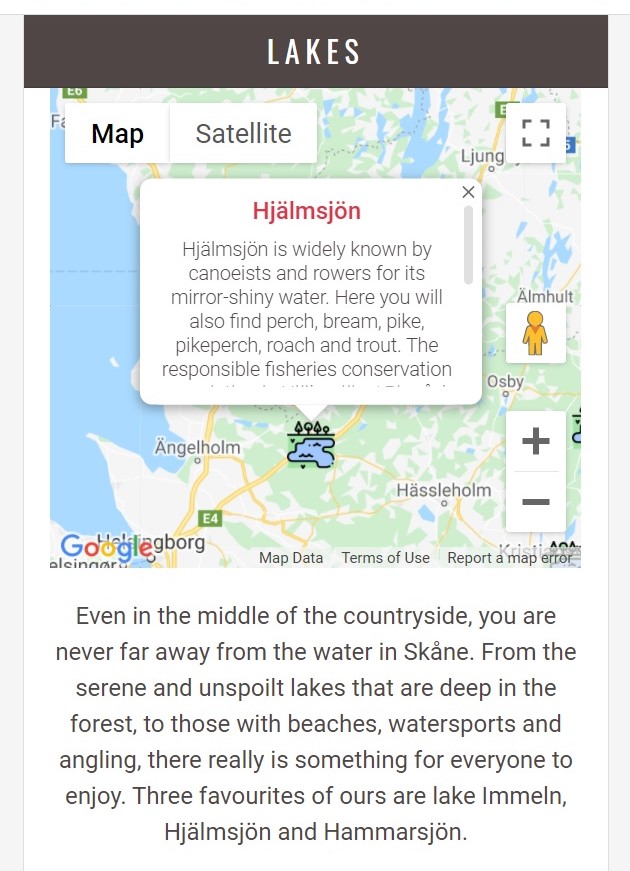 LAKES
E6
Map
Satellite
Ljung
Hjälmsjön
Hjälmsjön is widely known by
canoeists and rowers for its
mirror-shiny water. Here you will
also find perch, bream, pike,
pikeperch, roach and trout. The
responsible fisheries conservation
Älmhult
Osby
Ängelholm
Hässleholm
E4
Google
Map Data
Terms of Use
Report a map error
Even in the middle of the countryside, you are
never far away from the water in Skåne. From the
serene and unspoilt lakes that are deep in the
forest, to those with beaches, watersports and
angling, there really is something for everyone to
enjoy. Three favourites of ours are lake Immeln,
Hjälmsjön and Hammarsjön.